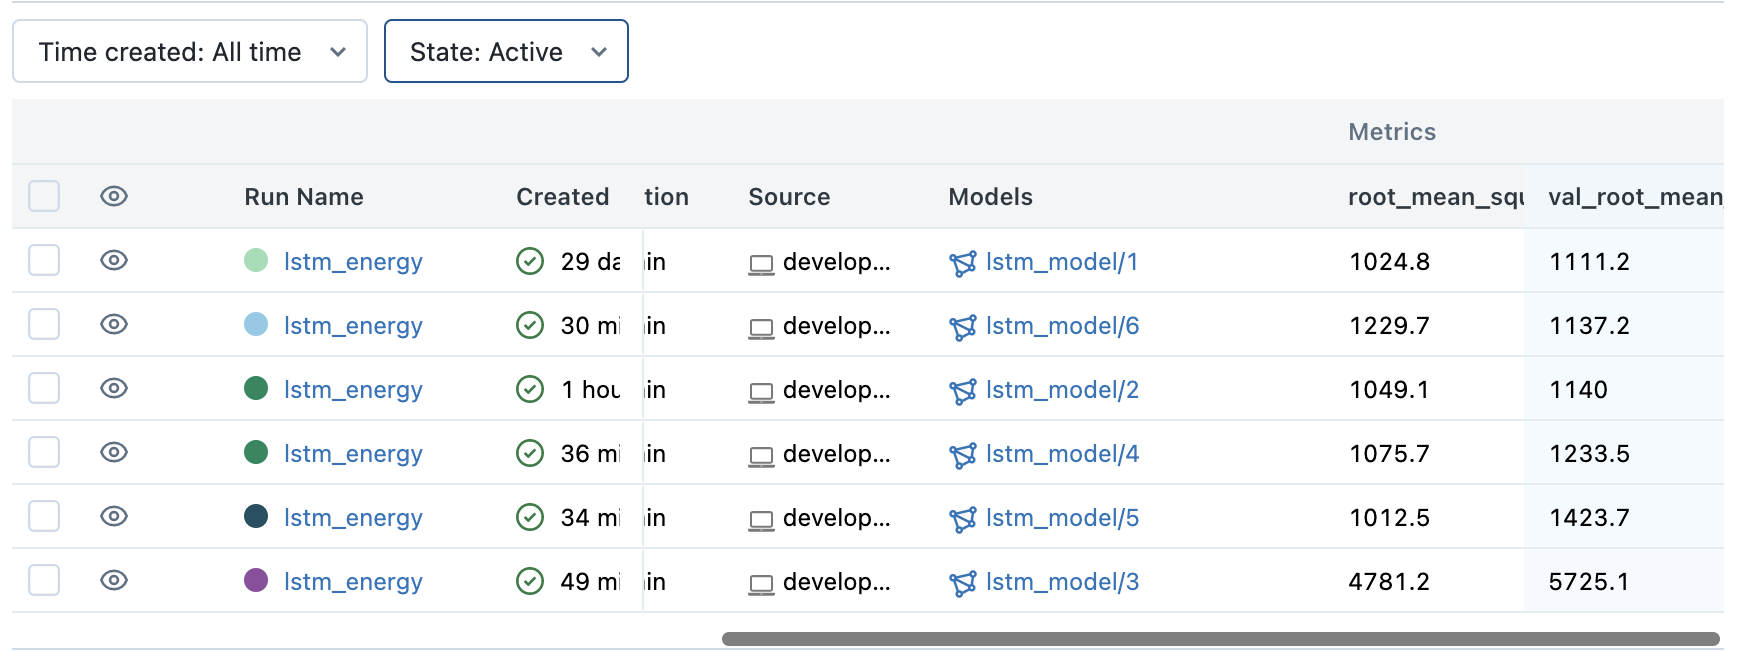 Time created: All time State: Active
Metrics
Run Name Created tion Source Models root_mean_squ val_root_mean_
lstm_energy 29 da in develop... lstm_model/1 1024.8 1111.2
lstm_energy 30 mi in develop... lstm_model/6 1229.7 1137.2
lstm_energy 1 hou in develop... lstm_model/2 1049.1 1140
lstm_energy 36 mi in develop... lstm_model/4 1075.7 1233.5
lstm_energy 34 mi in develop... lstm_model/5 1012.5 1423.7
lstm_energy 49 mi in develop... lstm_model/3 4781.2 5725.1